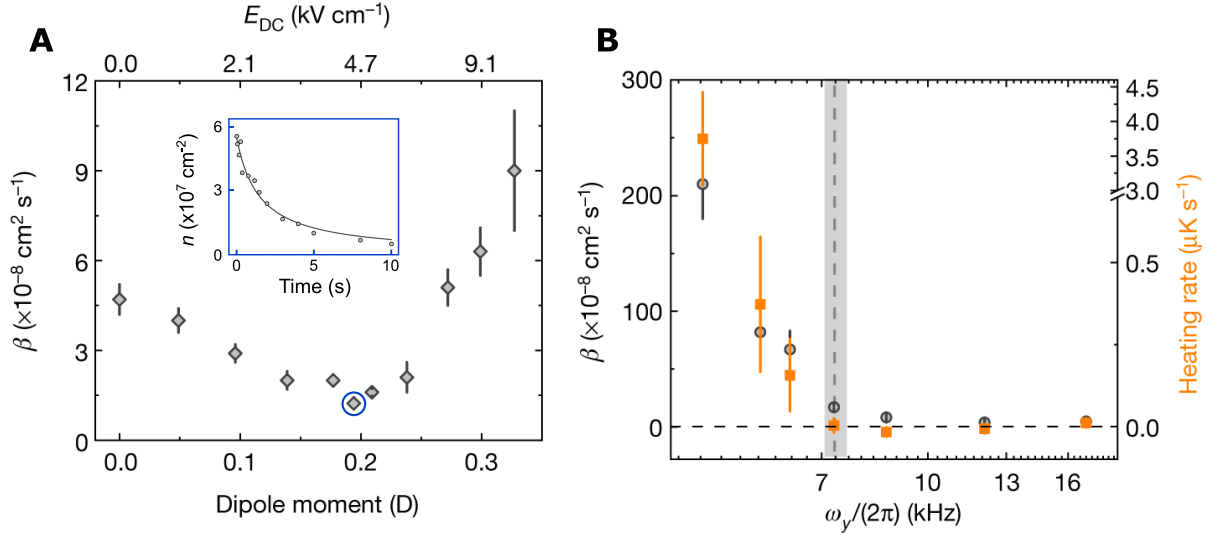 A
E_DC (kV cm⁻¹)
0.0 2.1 4.7 9.1
12
9
6
3
0
β (×10⁻⁸ cm² s⁻¹)
6
3
0
n (x10⁷ cm⁻²)
0 5 10
Time (s)
0.0 0.1 0.2 0.3
Dipole moment (D)
B
300
200
100
0
β (×10⁻⁸ cm² s⁻¹)
4.5
4.0
3.5
3.0
0.5
0.0
Heating rate (μK s⁻¹)
7 10 13 16
ω_y/(2π) (kHz)